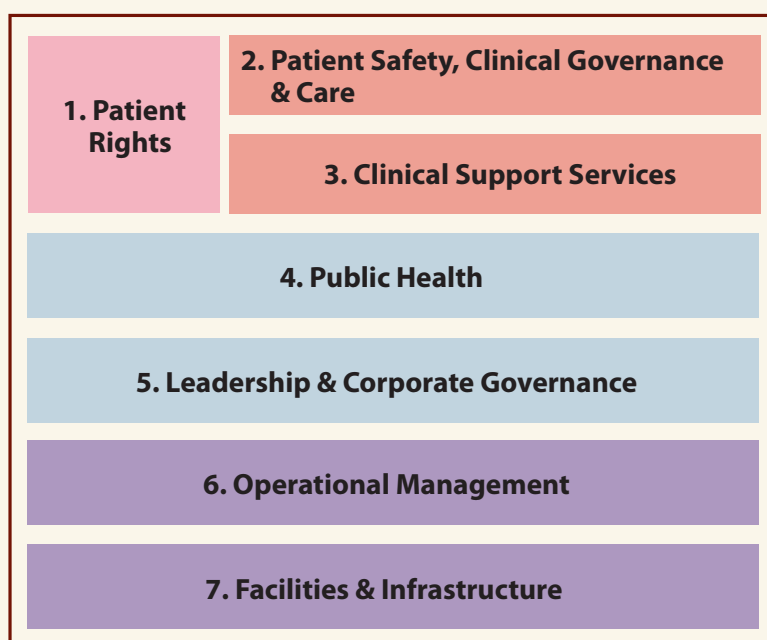 1. Patient
Rights
2. Patient Safety, Clinical Governance
& Care
3. Clinical Support Services
4. Public Health
5. Leadership & Corporate Governance
6. Operational Management
7. Facilities & Infrastructure